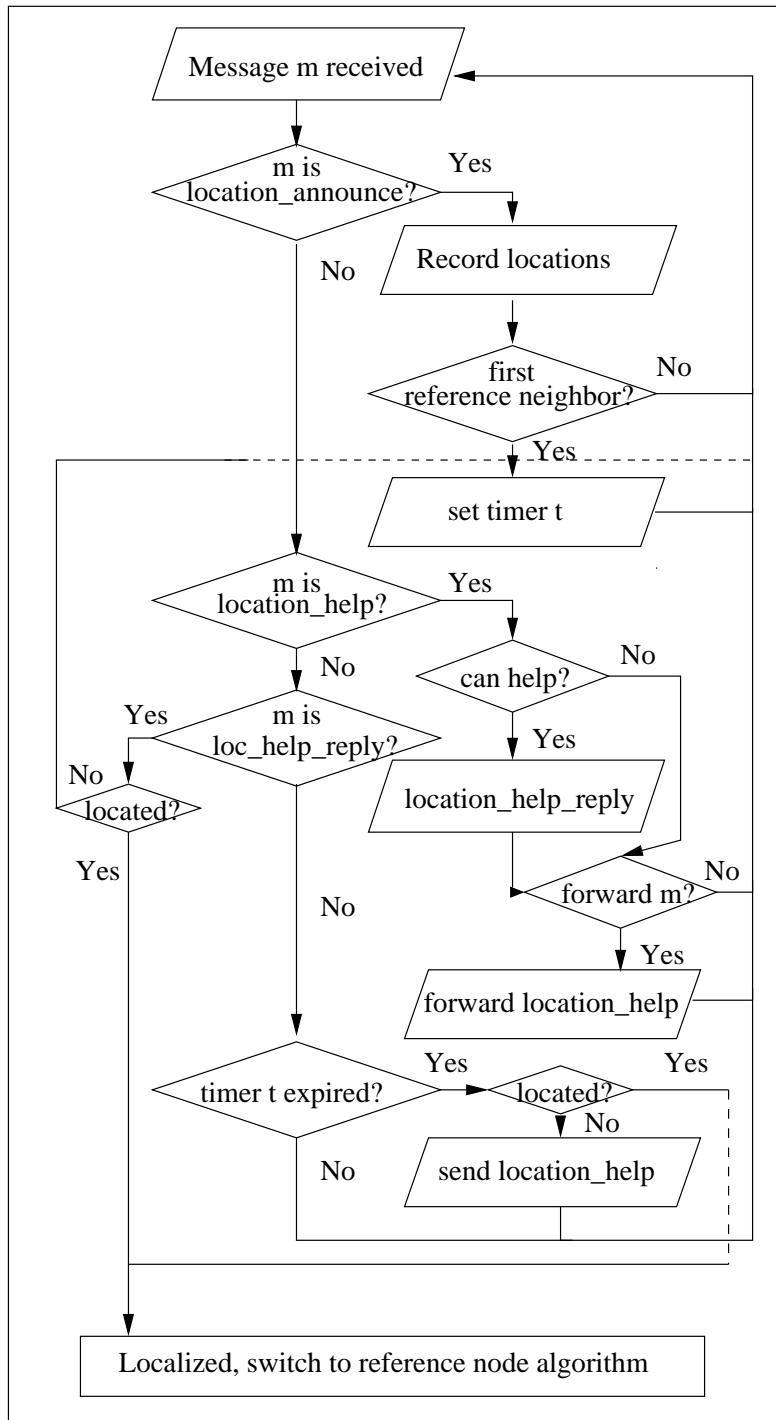 Message m received
m is
location_announce?
Yes
No
Record locations
first
reference neighbor?
No
Yes
set timer t
m is
location_help?
Yes
No
can help?
No
Yes
m is
loc_help_reply?
Yes
No
located?
Yes
location_help_reply
forward m?
No
No
Yes
forward location_help
timer t expired?
Yes
located?
Yes
No
No
send location_help
Localized, switch to reference node algorithm